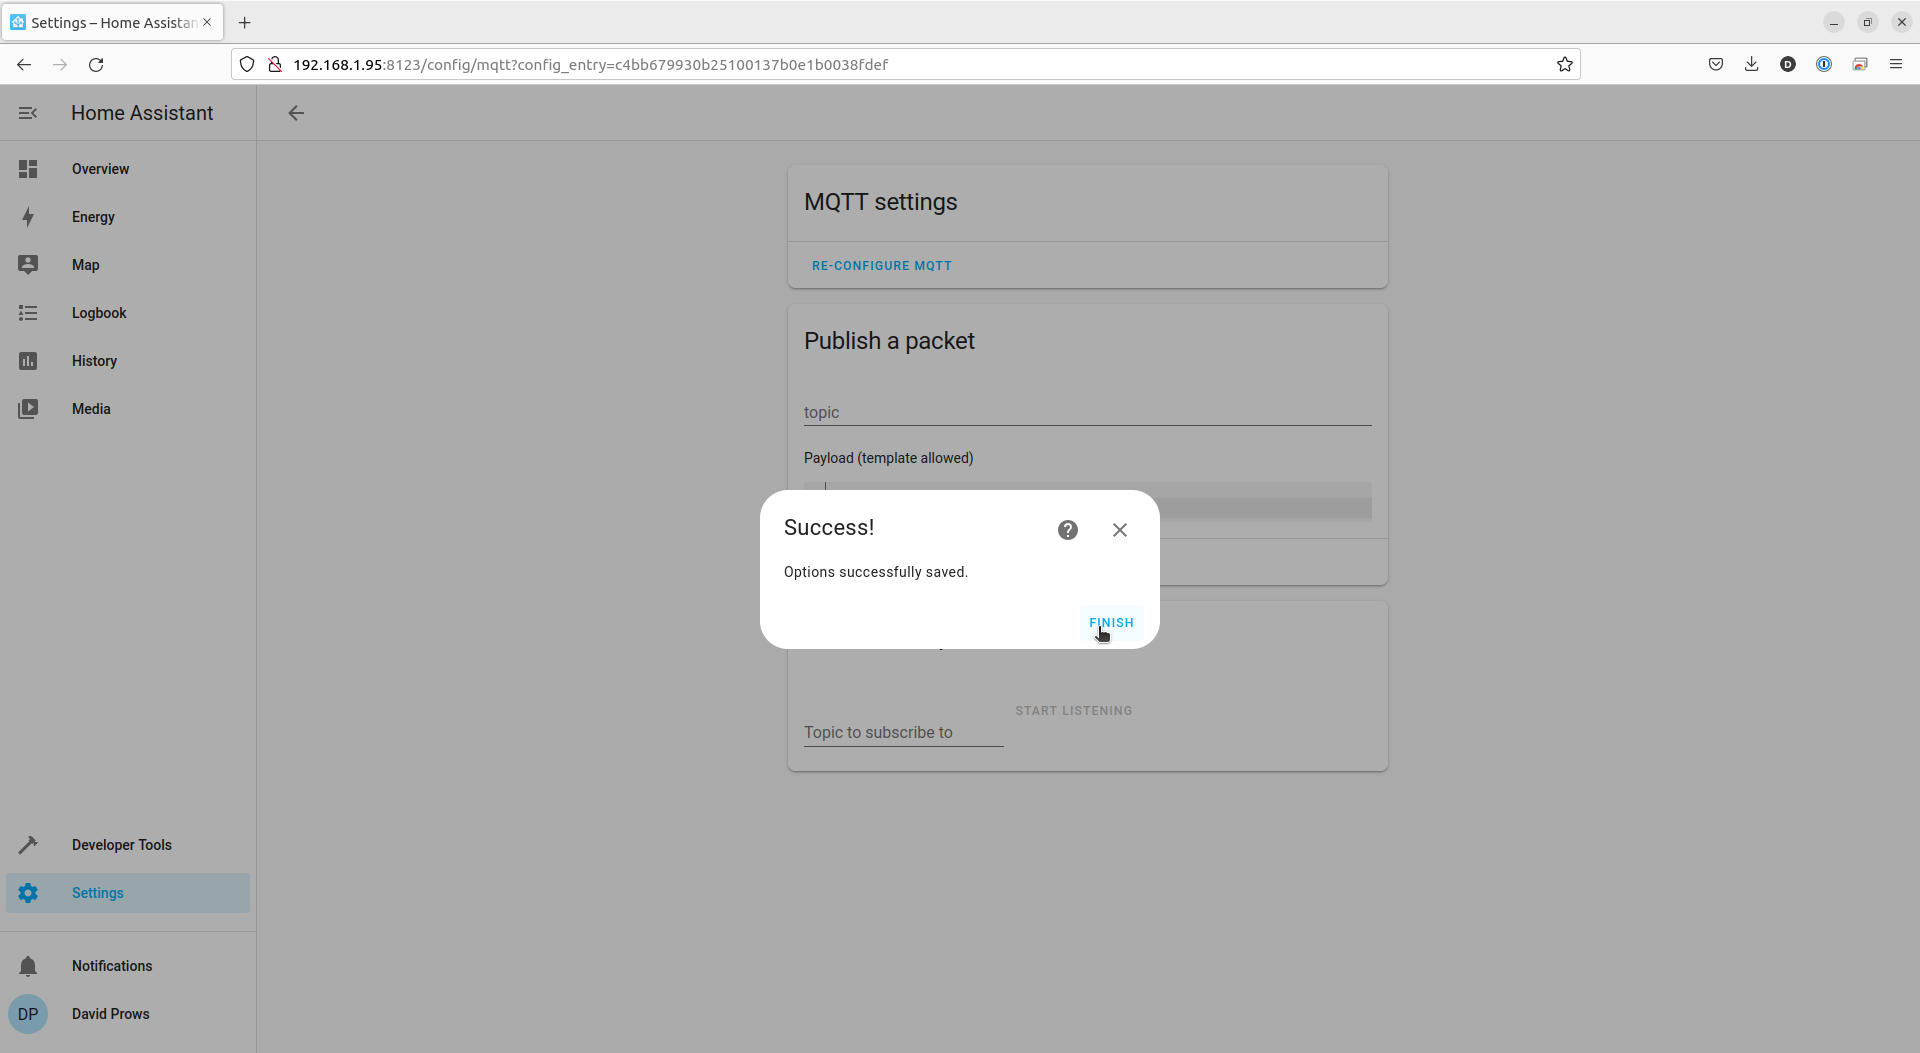 Settings – Home Assistan
192.168.1.95:8123/config/mqtt?config_entry=c4bb679930b25100137b0e1b0038fdef
D
Home Assistant
Overview
Energy
Map
Logbook
History
Media
Developer Tools
Settings
Notifications
DP David Prows
MQTT settings
RE-CONFIGURE MQTT
Publish a packet
topic
Payload (template allowed)
Success!
?
Options successfully saved.
FINISH
START LISTENING
Topic to subscribe to